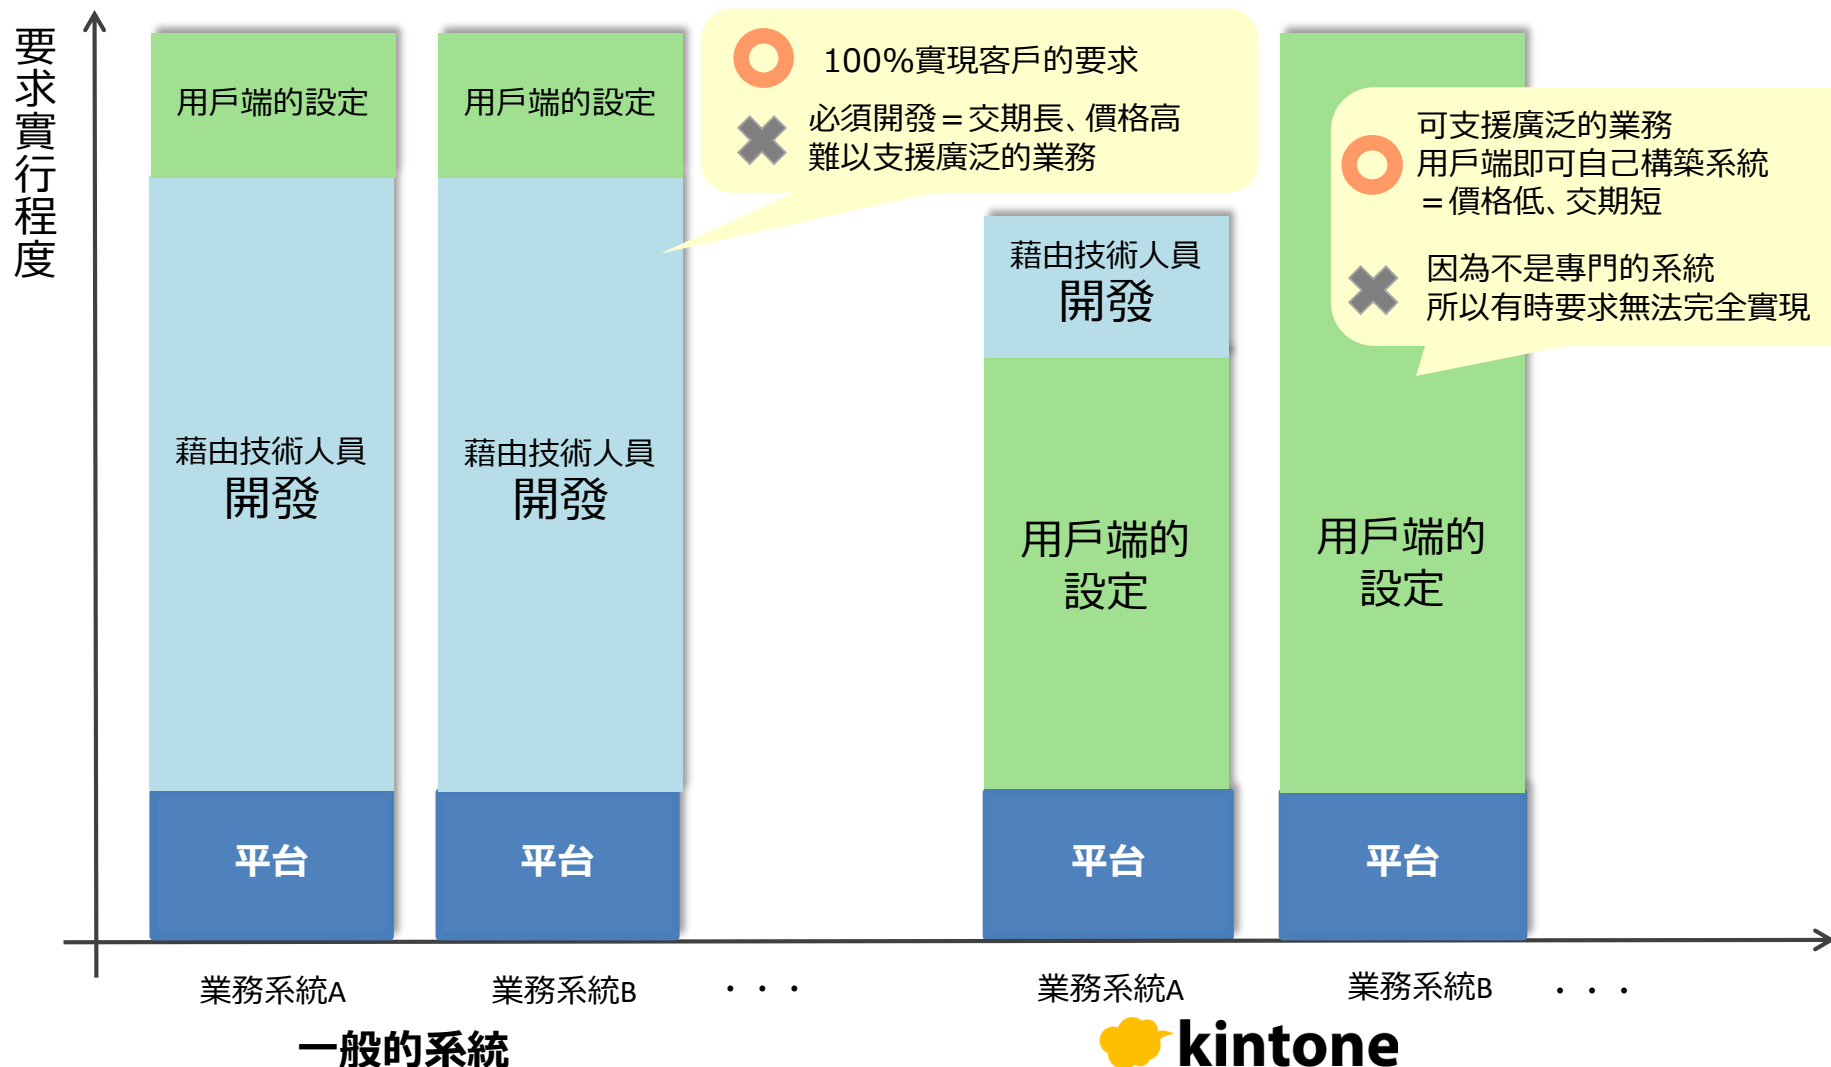 要求實行程度
用戶端的設定
藉由技術人員
開發
平台
用戶端的設定
藉由技術人員
開發
平台
100%實現客戶的要求
必須開發＝交期長、價格高
難以支援廣泛的業務
藉由技術人員
開發
用戶端的
設定
平台
用戶端的
設定
平台
可支援廣泛的業務
用戶端即可自己構築系統
＝價格低、交期短
因為不是專門的系統
所以有時要求無法完全實現
業務系統A
業務系統B
・・・
業務系統A
業務系統B
・・・
一般的系統
kintone